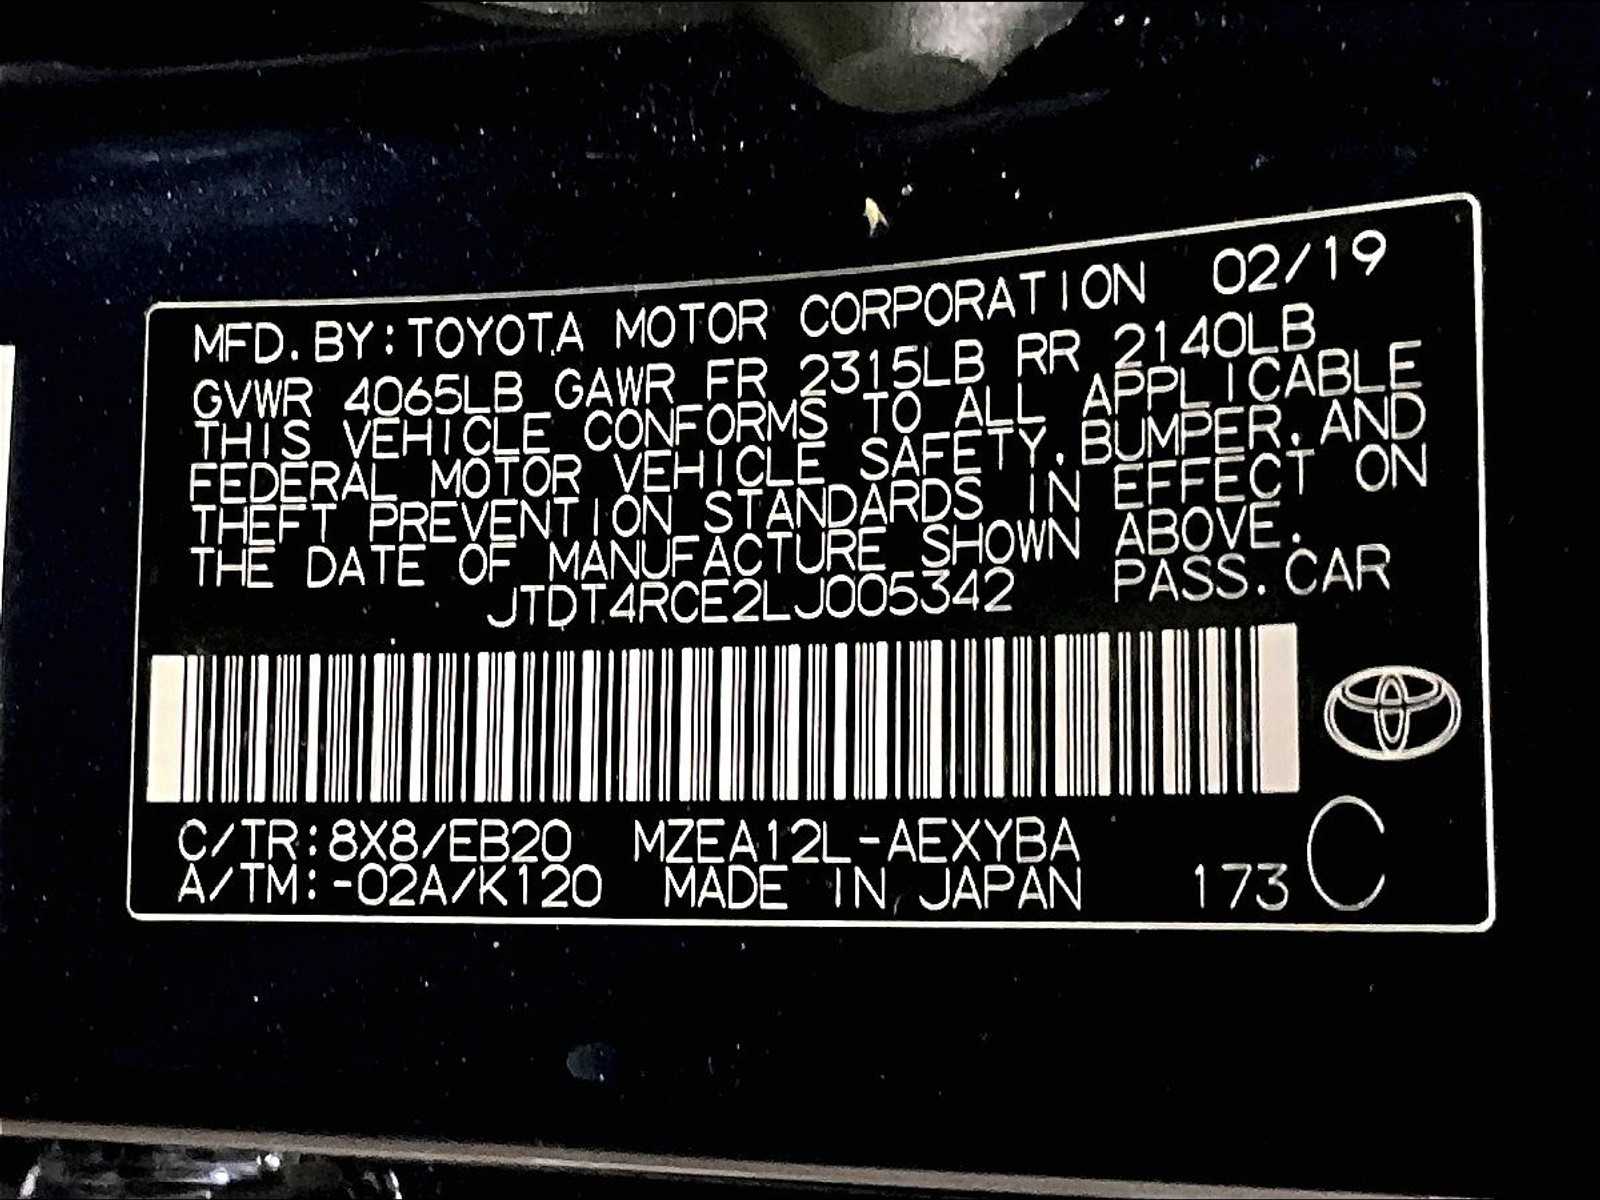 MFD. BY: TOYOTA MOTOR CORPORATION 02/19
GVWR 4065LB GAWR FR 2315LB RR 2140LB
THIS VEHICLE CONFORMS TO ALL APPLICABLE
FEDERAL MOTOR VEHICLE SAFETY, BUMPER, AND
THEFT PREVENTION STANDARDS IN EFFECT ON
THE DATE OF MANUFACTURE SHOWN ABOVE.
JTDT4RCE2LJ005342 PASS. CAR
C/TR: 8X8/EB20 MZEA12L-AEXYBA
A/TM: -02A/K120 MADE IN JAPAN 173 C